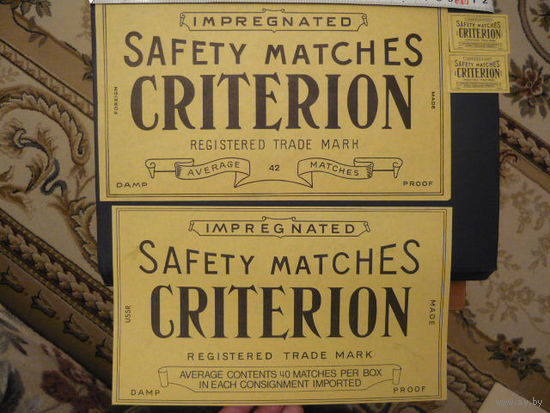 IMPREGNATED
SAFETY MATCHES
CRITERION
FOREIGN
MADE
REGISTERED TRADE MARK
AVERAGE 42 MATCHES
DAMP PROOF
SAFETY MATCHES
CRITERION
SAFETY MATCHES
CRITERION
IMPREGNATED
SAFETY MATCHES
CRITERION
USSR
MADE
REGISTERED TRADE MARK
AVERAGE CONTENTS 40 MATCHES PER BOX
IN EACH CONSIGNMENT IMPORTED
DAMP PROOF